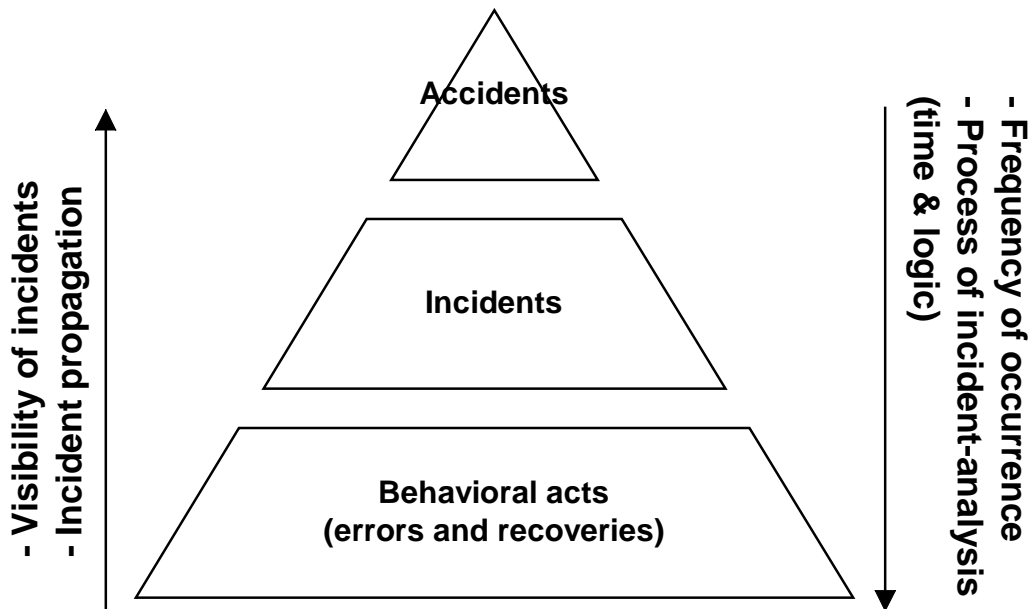 Accidents
Incidents
Behavioral acts
(errors and recoveries)
- Visibility of incidents
- Incident propagation
- Frequency of occurrence
- Process of incident-analysis
(time & logic)